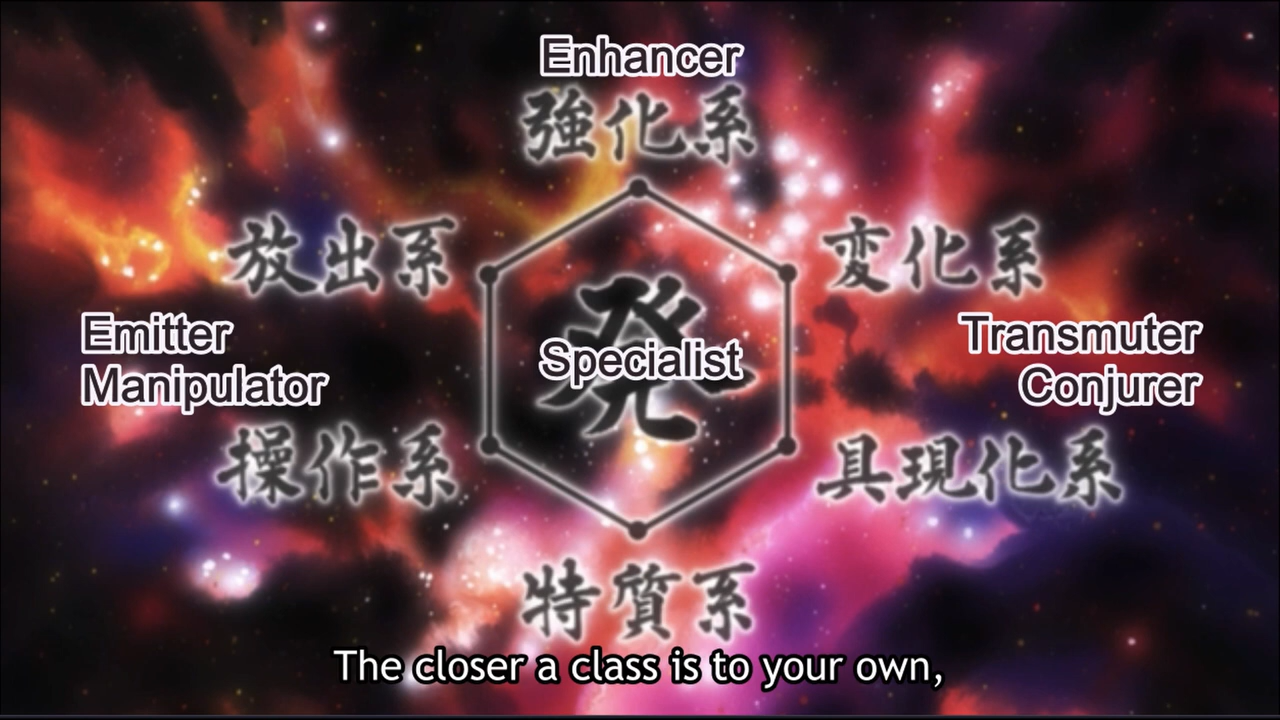 Enhancer
強化系
放出系
変化系
Emitter
Manipulator
発
Specialist
Transmuter
Conjurer
操作系
具現化系
特質系
The closer a class is to your own,